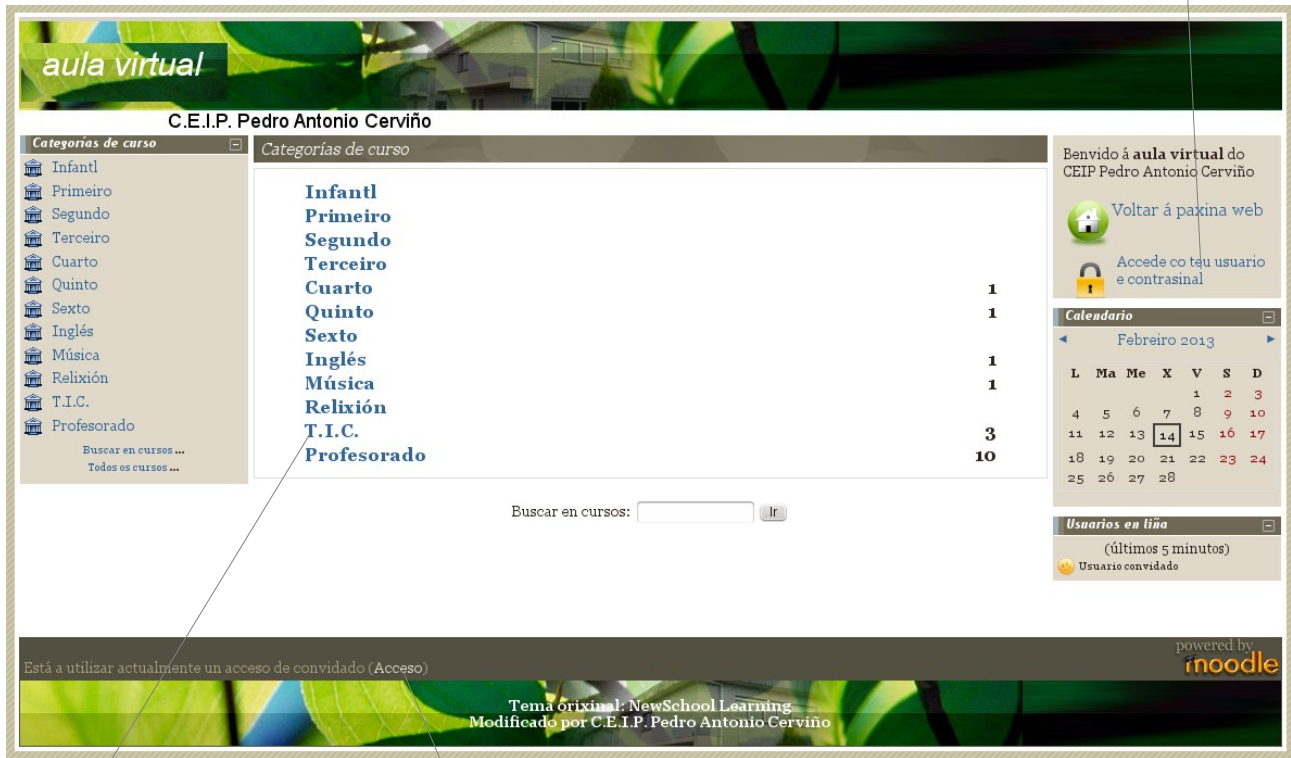 aula virtual
C.E.I.P. Pedro Antonio Cerviño
Categorías de curso
Infantl
Primeiro
Segundo
Terceiro
Cuarto
Quinto
Sexto
Inglés
Música
Relixión
T.I.C.
Profesorado
Buscar en cursos ...
Todos os cursos ...
Categorías de curso
Infantl
Primeiro
Segundo
Terceiro
Cuarto 1
Quinto 1
Sexto
Inglés 1
Música 1
Relixión
T.I.C. 3
Profesorado 10
Buscar en cursos: Ir
Benvido á aula virtual do
CEIP Pedro Antonio Cerviño
Voltar á paxina web
Accede co teu usuario
e contrasinal
Calendario
◄ Febreiro 2013 ►
L Ma Me X V S D
1 2 3
4 5 6 7 8 9 10
11 12 13 14 15 16 17
18 19 20 21 22 23 24
25 26 27 28
Usuarios en liña
(últimos 5 minutos)
Usuario convidado
Está a utilizar actualmente un acceso de convidado (Acceso)
powered by
moodle
Tema orixinal: NewSchool Learning
Modificado por C.E.I.P. Pedro Antonio Cerviño